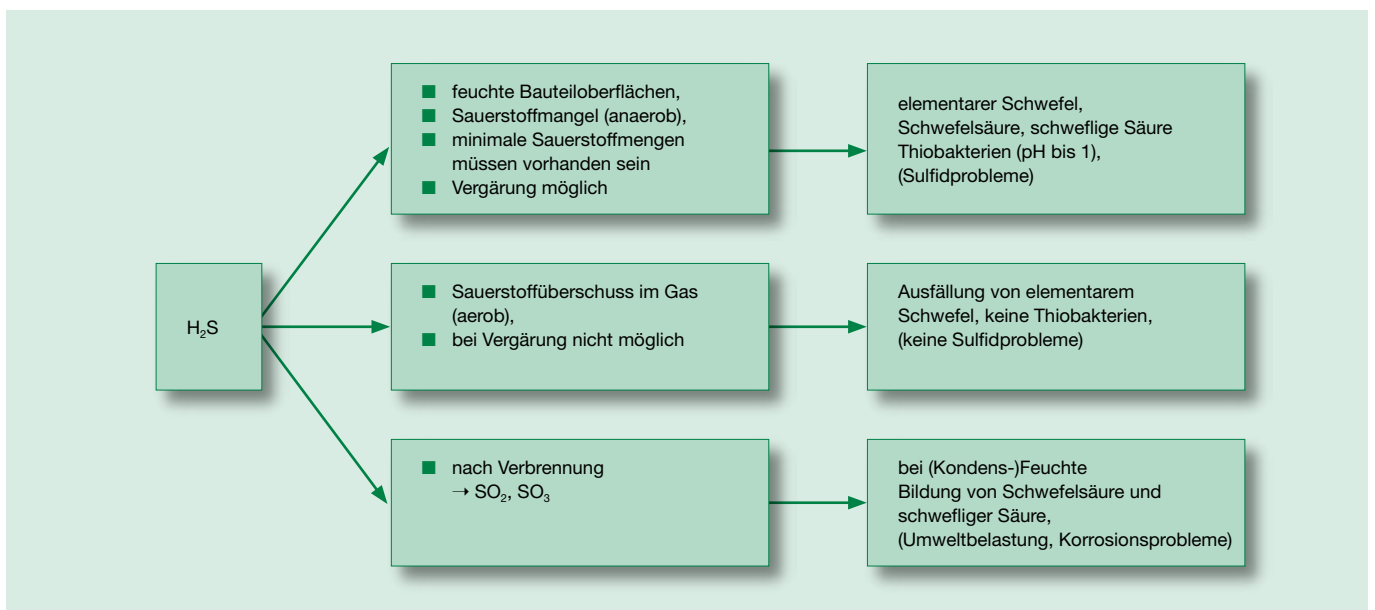 feuchte Bauteiloberflächen,
Sauerstoffmangel (anaerob),
minimale Sauerstoffmengen
müssen vorhanden sein
Vergärung möglich
elementarer Schwefel,
Schwefelsäure, schweflige Säure
Thiobakterien (pH bis 1),
(Sulfidprobleme)
H₂S
Sauerstoffüberschuss im Gas
(aerob),
bei Vergärung nicht möglich
Ausfällung von elementarem
Schwefel, keine Thiobakterien,
(keine Sulfidprobleme)
nach Verbrennung
→ SO₂, SO₃
bei (Kondens-)Feuchte
Bildung von Schwefelsäure und
schwefliger Säure,
(Umweltbelastung, Korrosionsprobleme)